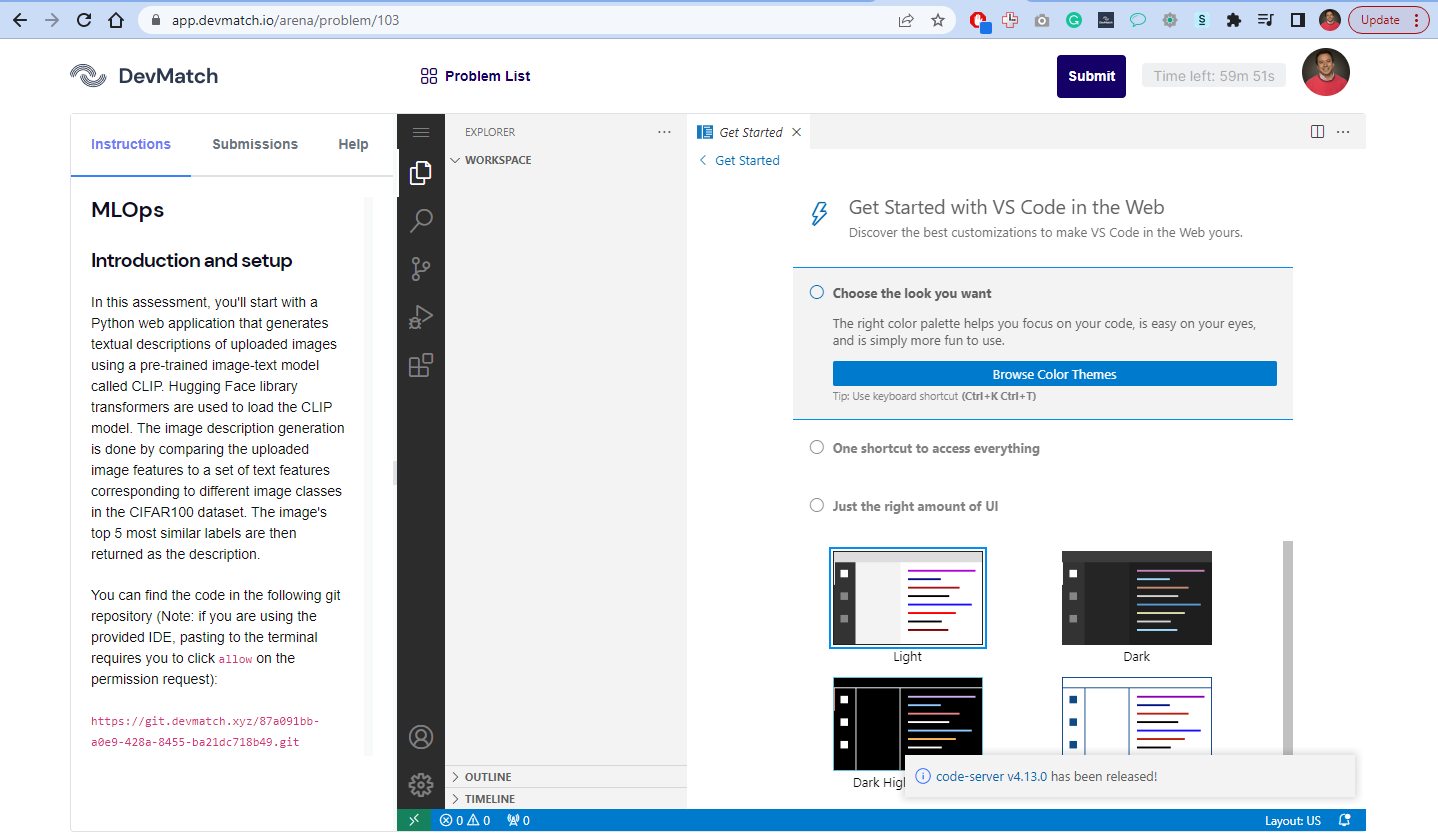 app.devmatch.io/arena/problem/103
Update
DevMatch
Problem List
Submit
Time left: 59m 51s
Instructions
Submissions
Help
MLOps
Introduction and setup
In this assessment, you'll start with a
Python web application that generates
textual descriptions of uploaded images
using a pre-trained image-text model
called CLIP. Hugging Face library
transformers are used to load the CLIP
model. The image description generation
is done by comparing the uploaded
image features to a set of text features
corresponding to different image classes
in the CIFAR100 dataset. The image's
top 5 most similar labels are then
returned as the description.
You can find the code in the following git
repository (Note: if you are using the
provided IDE, pasting to the terminal
requires you to click allow on the
permission request):
https://git.devmatch.xyz/87a091bb-
a0e9-428a-8455-ba21dc718b49.git
EXPLORER
WORKSPACE
OUTLINE
TIMELINE
Get Started
Get Started
Get Started with VS Code in the Web
Discover the best customizations to make VS Code in the Web yours.
Choose the look you want
The right color palette helps you focus on your code, is easy on your eyes,
and is simply more fun to use.
Browse Color Themes
Tip: Use keyboard shortcut (Ctrl+K Ctrl+T)
One shortcut to access everything
Just the right amount of UI
Light
Dark
Dark Hig
code-server v4.13.0 has been released!
0 0 0
Layout: US